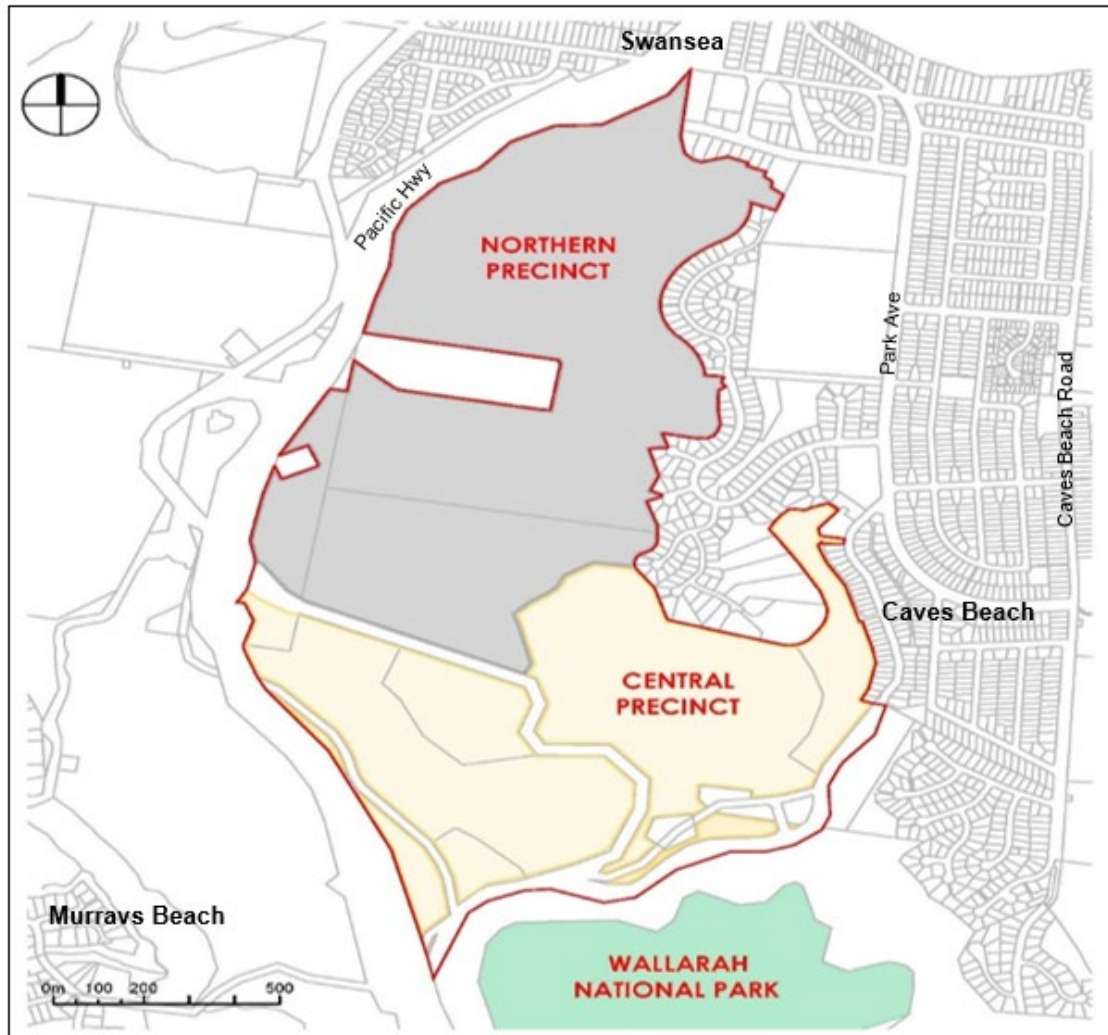 Swansea
Pacific Hwy
NORTHERN
PRECINCT
Park Ave
Caves Beach Road
Caves Beach
CENTRAL
PRECINCT
Murravs Beach
WALLARAH
NATIONAL PARK
0m 100 200 500